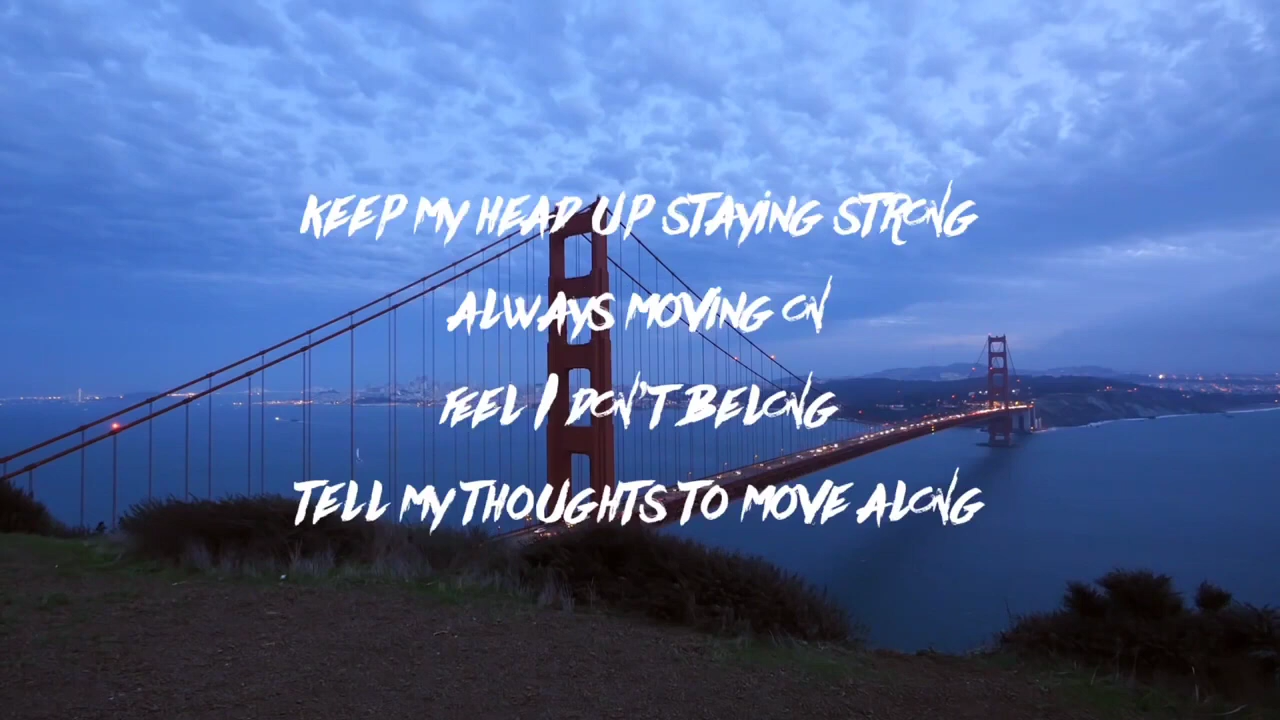 KEEP MY HEAD UP STAYING STRONG
ALWAYS MOVING ON
FEEL I DON'T BELONG
TELL MY THOUGHTS TO MOVE ALONG